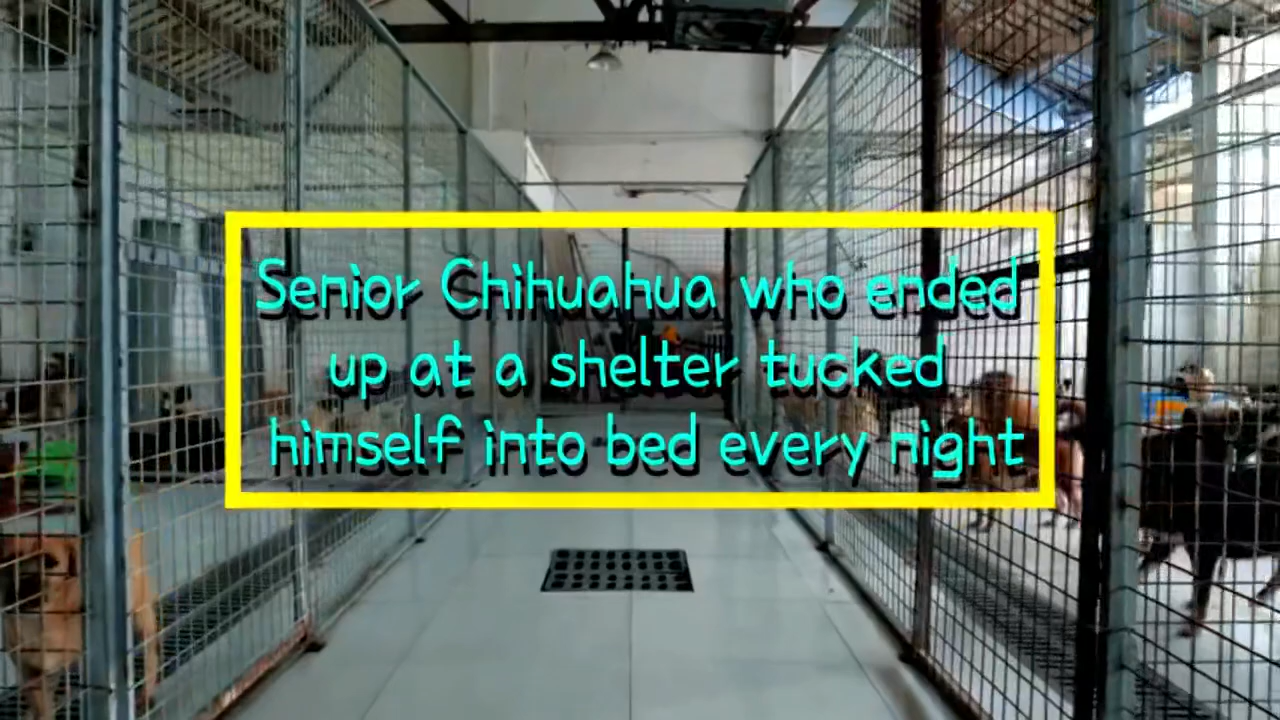 Senior Chihuahua who ended
up at a shelter tucked
himself into bed every night